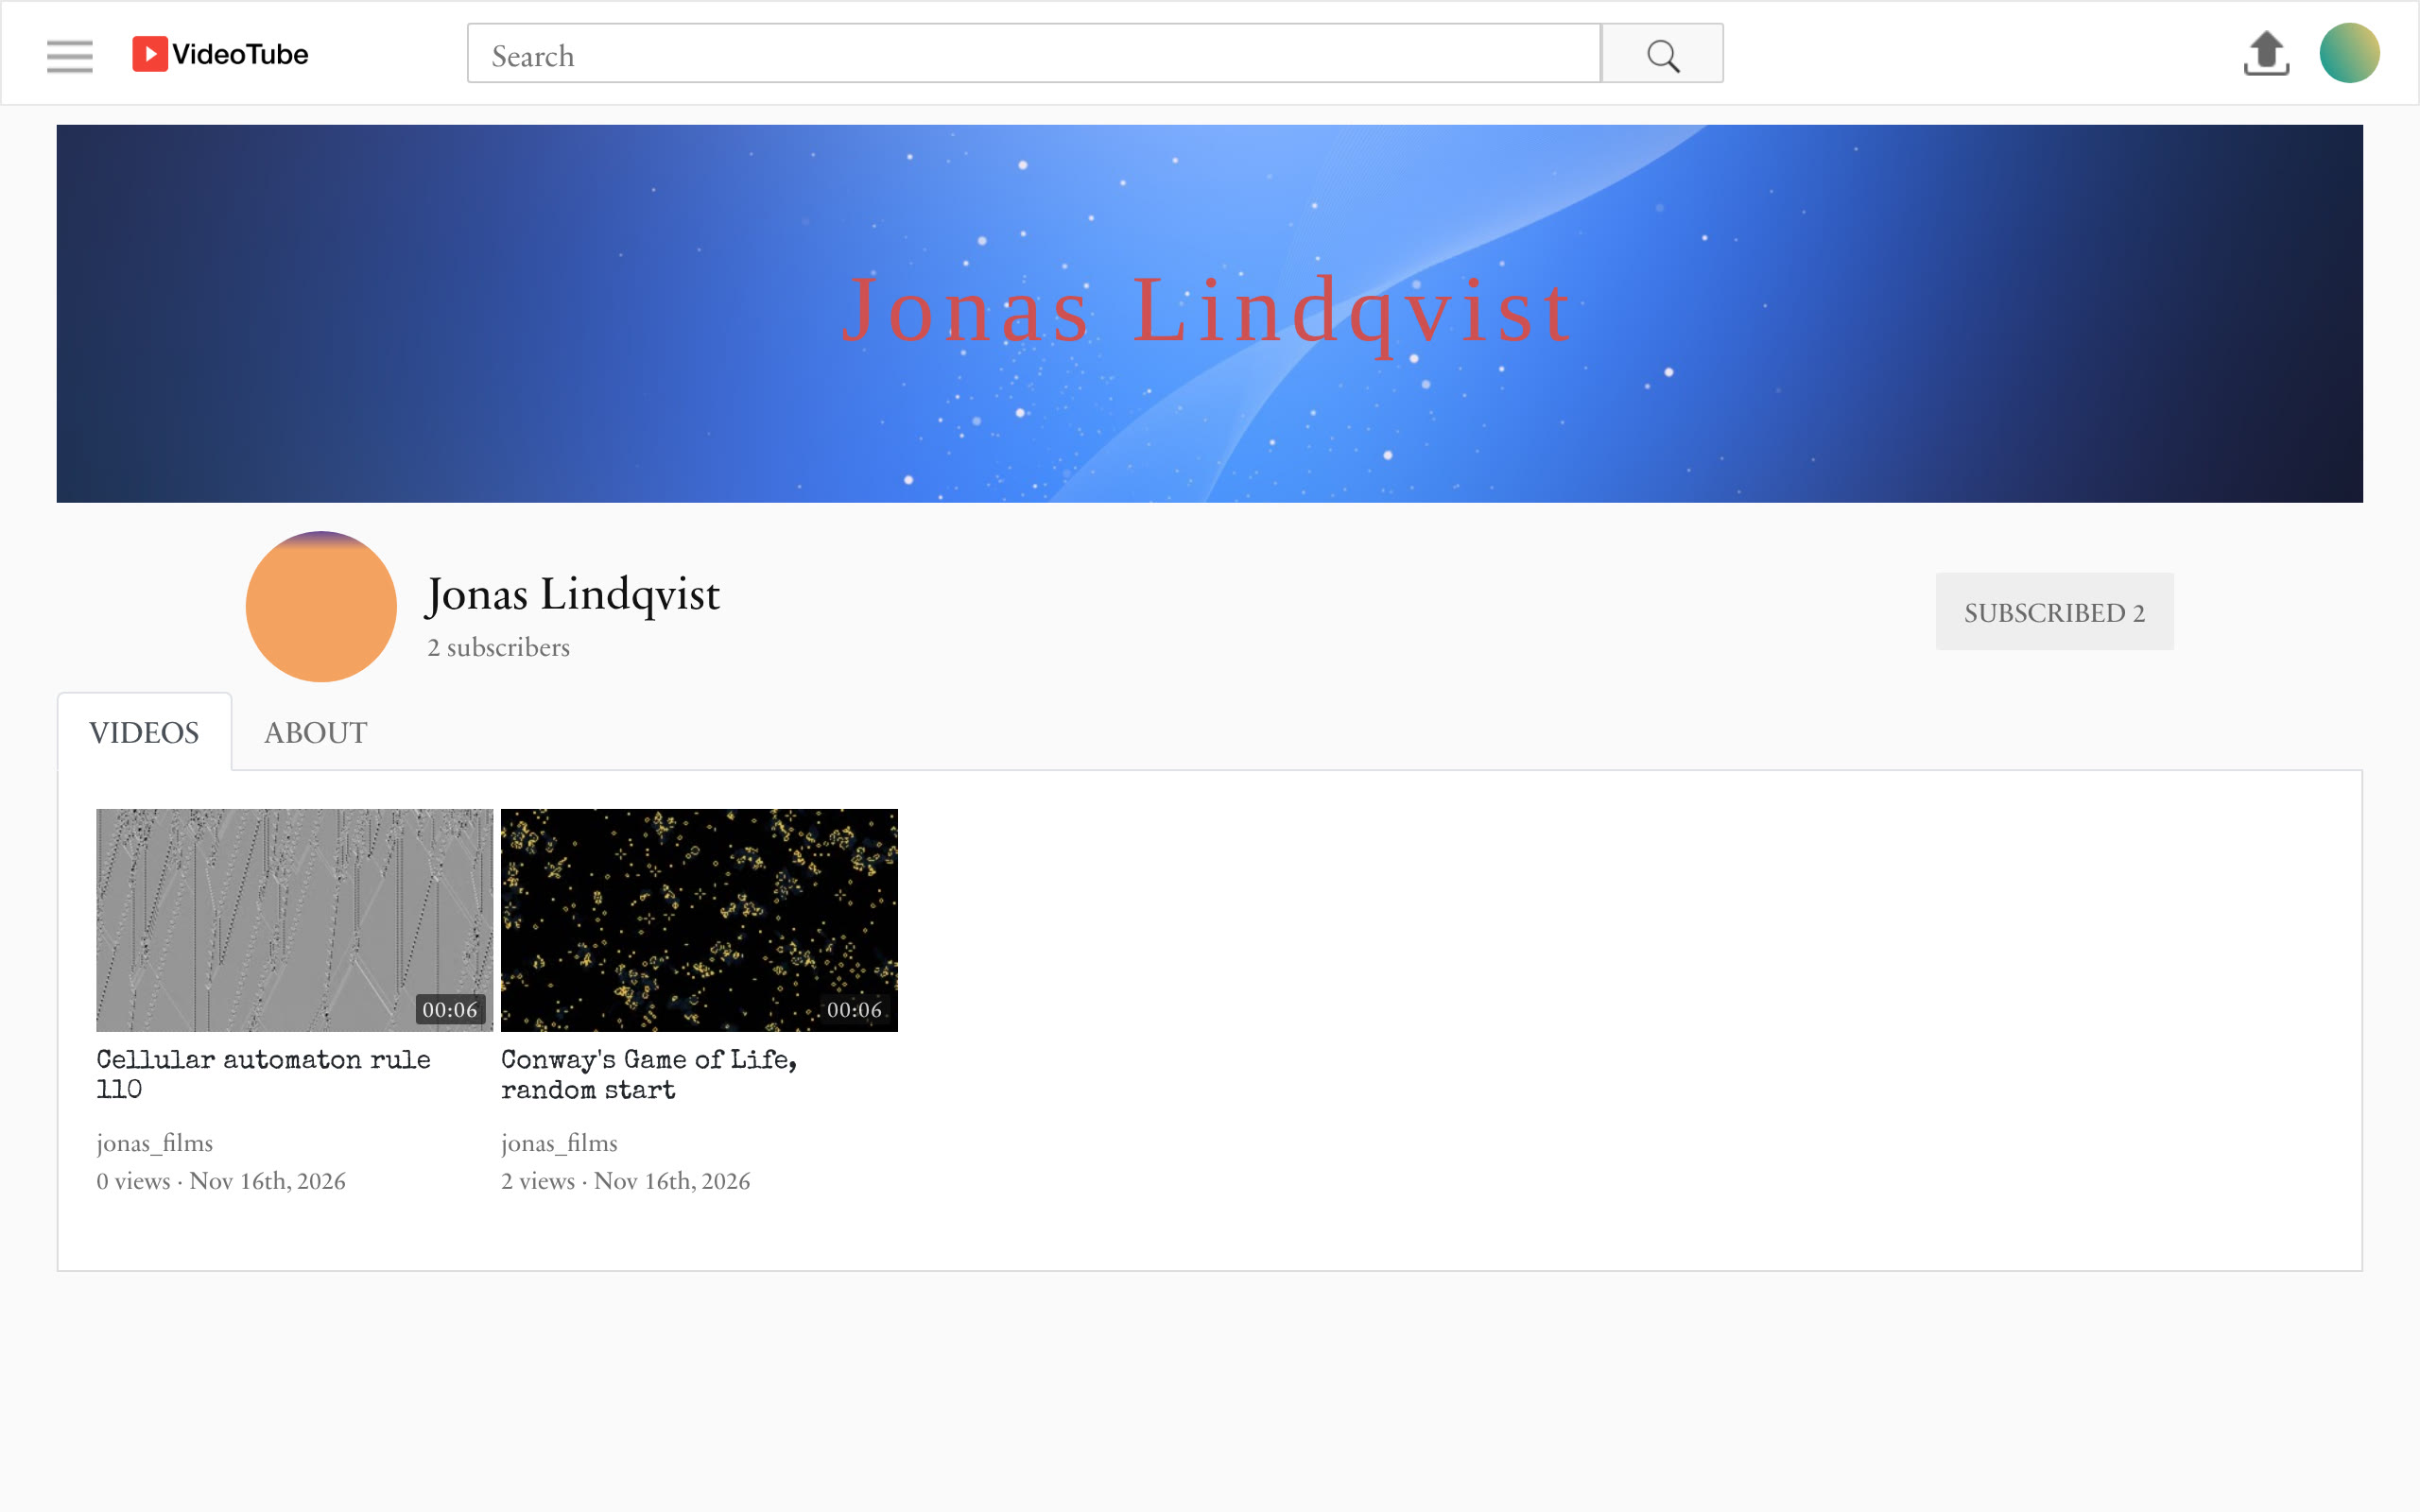 VideoTube
Search
Jonas Lindqvist
Jonas Lindqvist
2 subscribers
SUBSCRIBED 2
VIDEOS
ABOUT
00:06
Cellular automaton rule
110
jonas_films
0 views · Nov 16th, 2026
00:06
Conway's Game of Life,
random start
jonas_films
2 views · Nov 16th, 2026